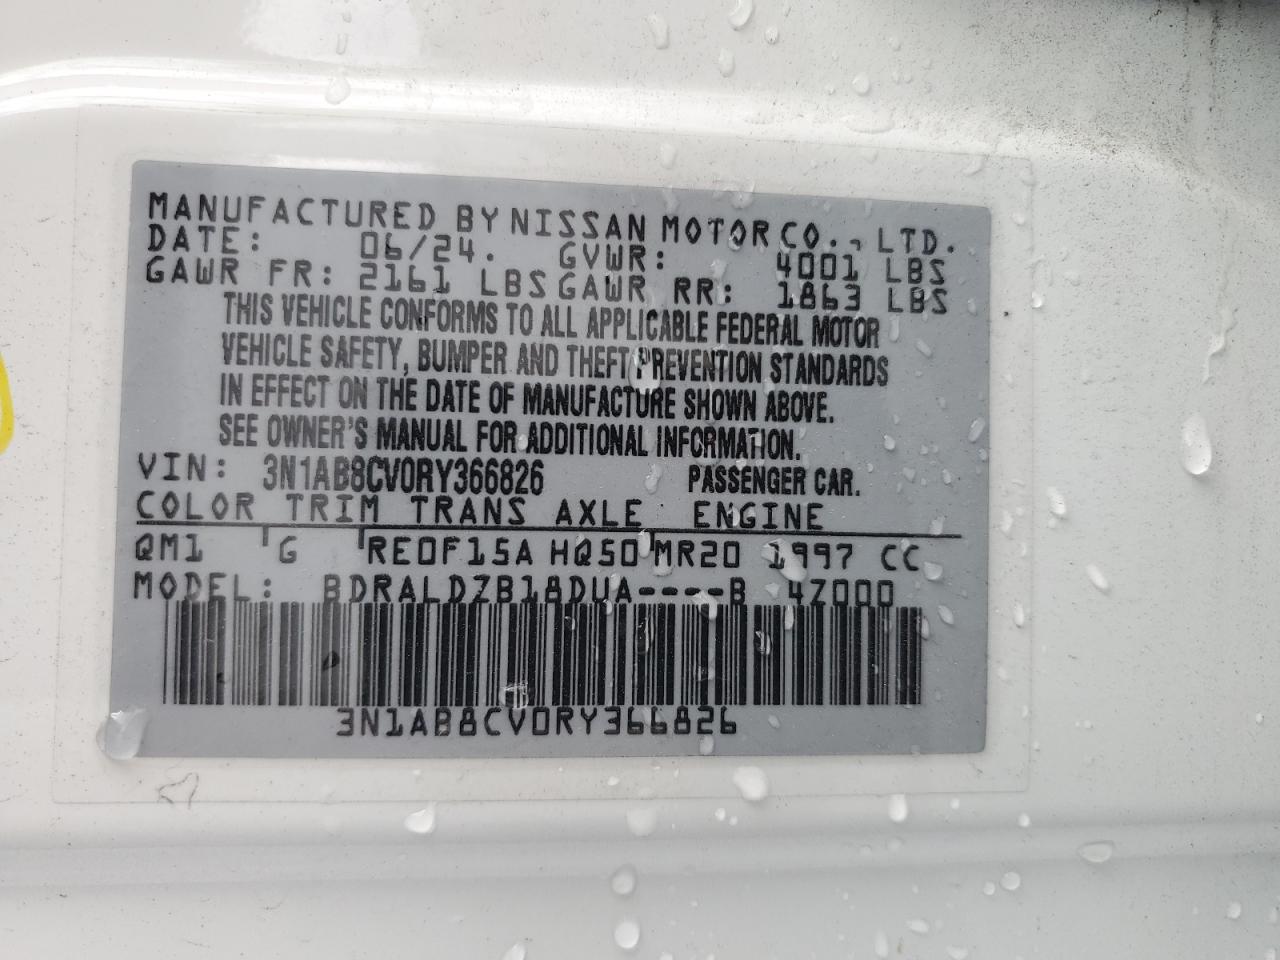 MANUFACTURED BY NISSAN MOTOR CO., LTD.
DATE: 06/24. GVWR: 4001 LBS
GAWR FR: 2161 LBS GAWR RR: 1863 LBS
THIS VEHICLE CONFORMS TO ALL APPLICABLE FEDERAL MOTOR
VEHICLE SAFETY, BUMPER AND THEFT PREVENTION STANDARDS
IN EFFECT ON THE DATE OF MANUFACTURE SHOWN ABOVE.
SEE OWNER'S MANUAL FOR ADDITIONAL INFORMATION.
VIN: 3N1AB8CV0RY366826 PASSENGER CAR.
COLOR TRIM TRANS AXLE ENGINE
QM1 G RE0F15A HQ50 MR20 1997 CC
MODEL: BDRALDZB18DUA----B J4Z000
3N1AB8CV0RY366826